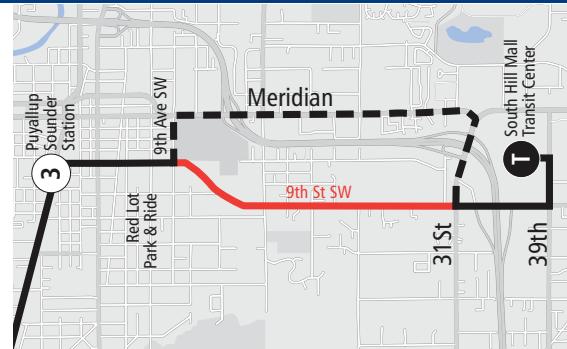 Puyallup
Sounder
Station
3
9th Ave SW
Meridian
Red Lot
Park & Ride
9th St SW
31St
39th
T
South Hill Mall
Transit Center